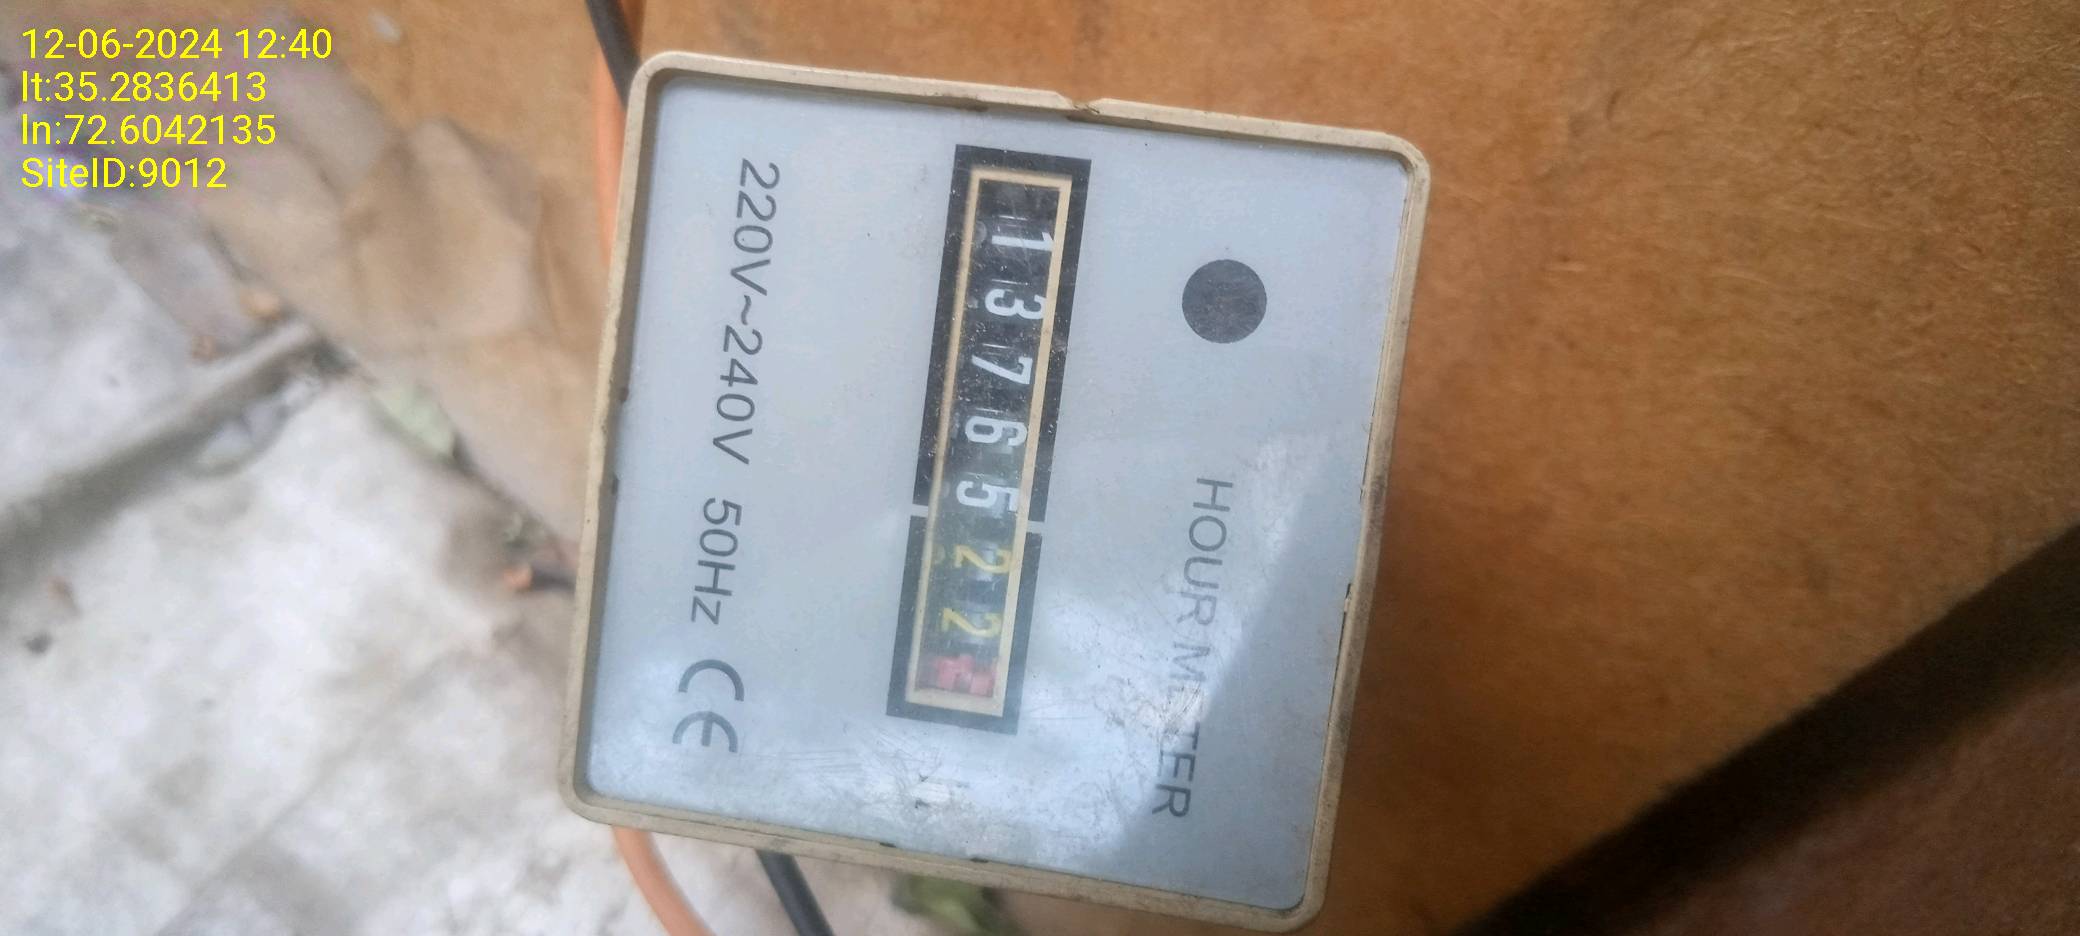 12-06-2024 12:40
lt:35.2836413
ln:72.6042135
SiteID:9012
HOUR METER
1376522
220V~240V 50Hz CE